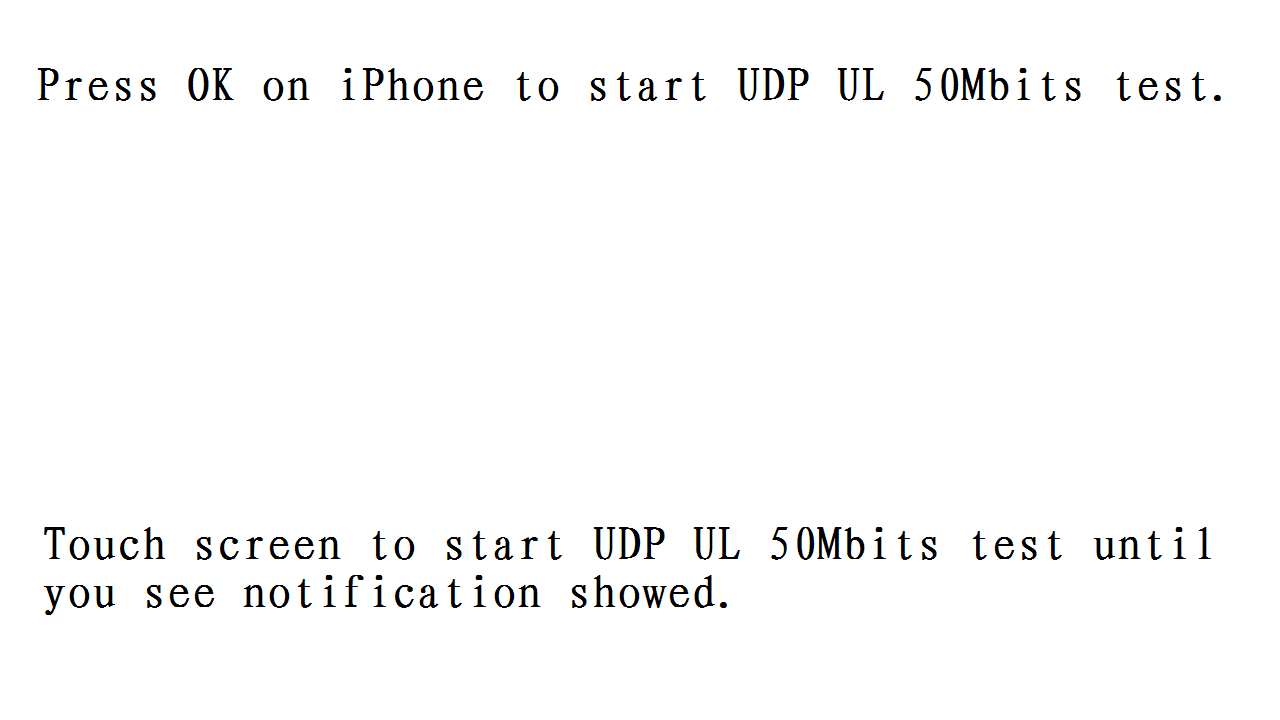 Press OK on iPhone to start UDP UL 50Mbits test.
Touch screen to start UDP UL 50Mbits test until
you see notification showed.